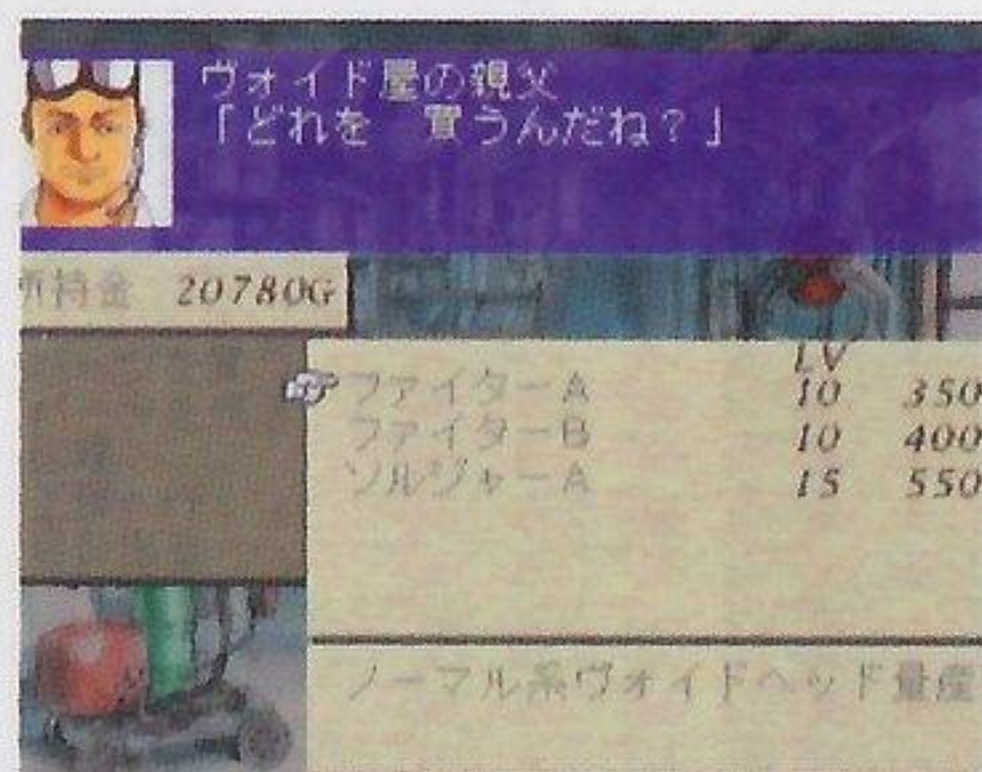 ヴォイド屋の親父
「どれを　買うんだね？」
所持金 20780G
LV
ファイターA 10 350
ファイターB 10 400
ソルジャーA 15 550
ノーマル系ヴォイドヘッド量産